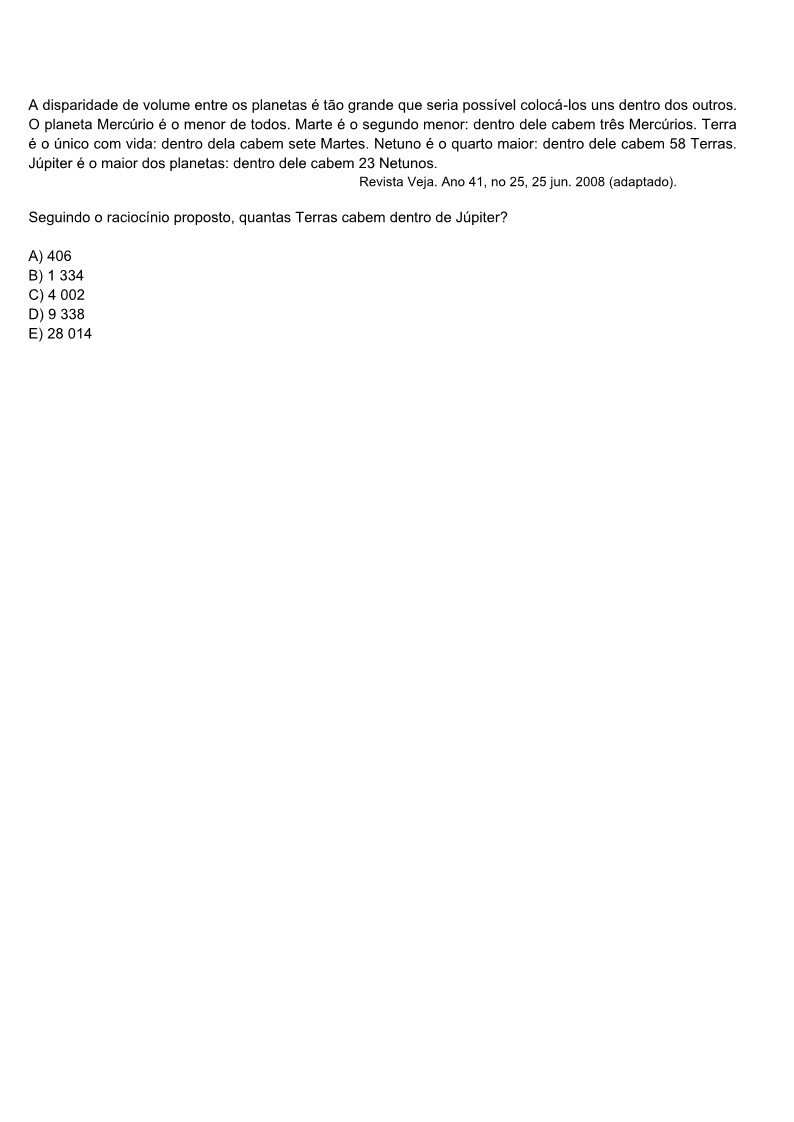 A disparidade de volume entre os planetas é tão grande que seria possível colocá-los uns dentro dos outros.
O planeta Mercúrio é o menor de todos. Marte é o segundo menor: dentro dele cabem três Mercúrios. Terra
é o único com vida: dentro dela cabem sete Martes. Netuno é o quarto maior: dentro dele cabem 58 Terras.
Júpiter é o maior dos planetas: dentro dele cabem 23 Netunos.
Revista Veja. Ano 41, no 25, 25 jun. 2008 (adaptado).
Seguindo o raciocínio proposto, quantas Terras cabem dentro de Júpiter?
A) 406
B) 1 334
C) 4 002
D) 9 338
E) 28 014